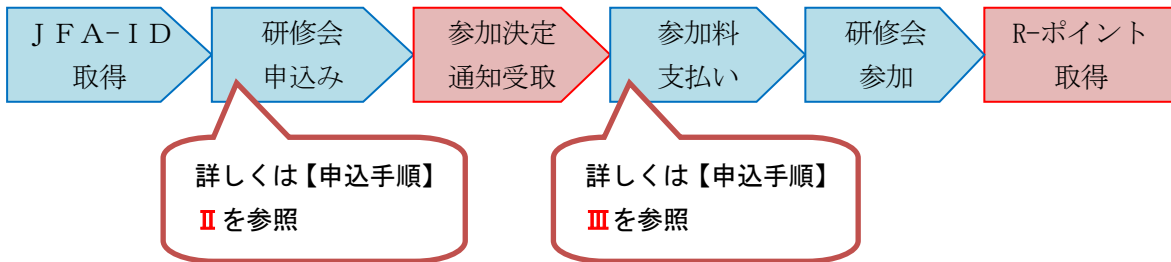 ＪＦＡ-ＩＤ
取得
研修会
申込み
参加決定
通知受取
参加料
支払い
研修会
参加
R-ポイント
取得
詳しくは【申込手順】
Ⅱを参照
詳しくは【申込手順】
Ⅲを参照